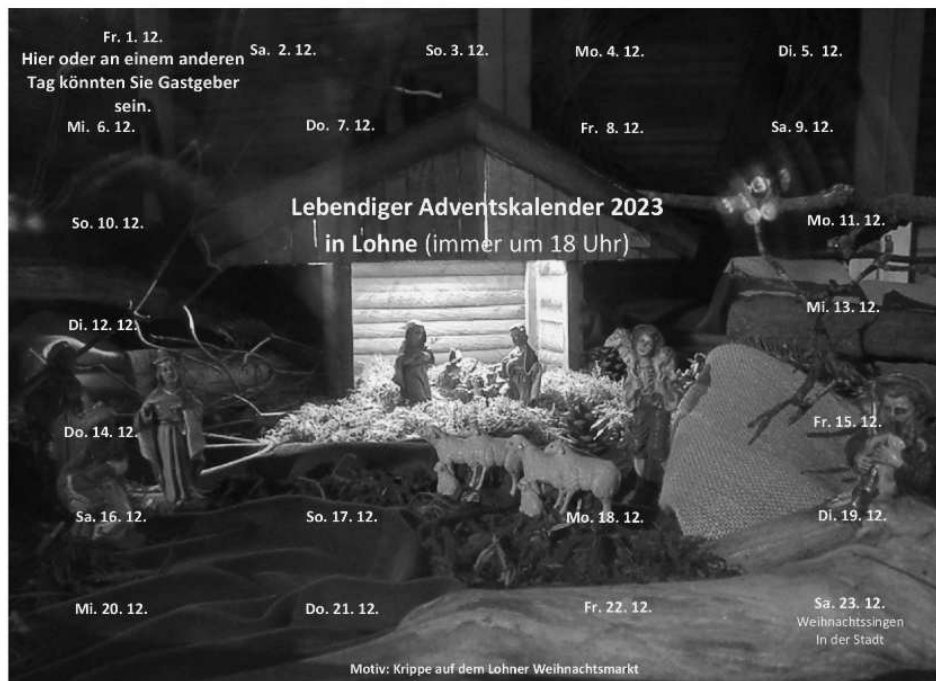 Fr. 1. 12.
Hier oder an einem anderen
Tag könnten Sie Gastgeber
sein.
Sa. 2. 12.
So. 3. 12.
Mo. 4. 12.
Di. 5. 12.
Mi. 6. 12.
Do. 7. 12.
Fr. 8. 12.
Sa. 9. 12.
Lebendiger Adventskalender 2023
in Lohne (immer um 18 Uhr)
So. 10. 12.
Mo. 11. 12.
Di. 12. 12.
Mi. 13. 12.
Do. 14. 12.
Fr. 15. 12.
Sa. 16. 12.
So. 17. 12.
Mo. 18. 12.
Di. 19. 12.
Mi. 20. 12.
Do. 21. 12.
Fr. 22. 12.
Sa. 23. 12.
Weihnachtssingen
In der Stadt
Motiv: Krippe auf dem Lohner Weihnachtsmarkt